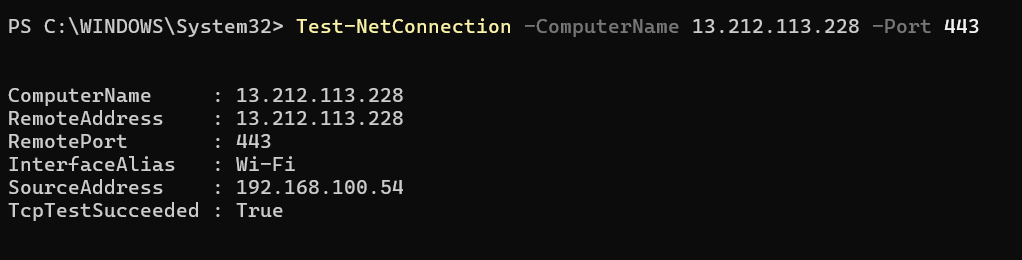 PS C:\WINDOWS\System32> Test-NetConnection -ComputerName 13.212.113.228 -Port 443
ComputerName     : 13.212.113.228
RemoteAddress    : 13.212.113.228
RemotePort       : 443
InterfaceAlias   : Wi-Fi
SourceAddress    : 192.168.100.54
TcpTestSucceeded : True